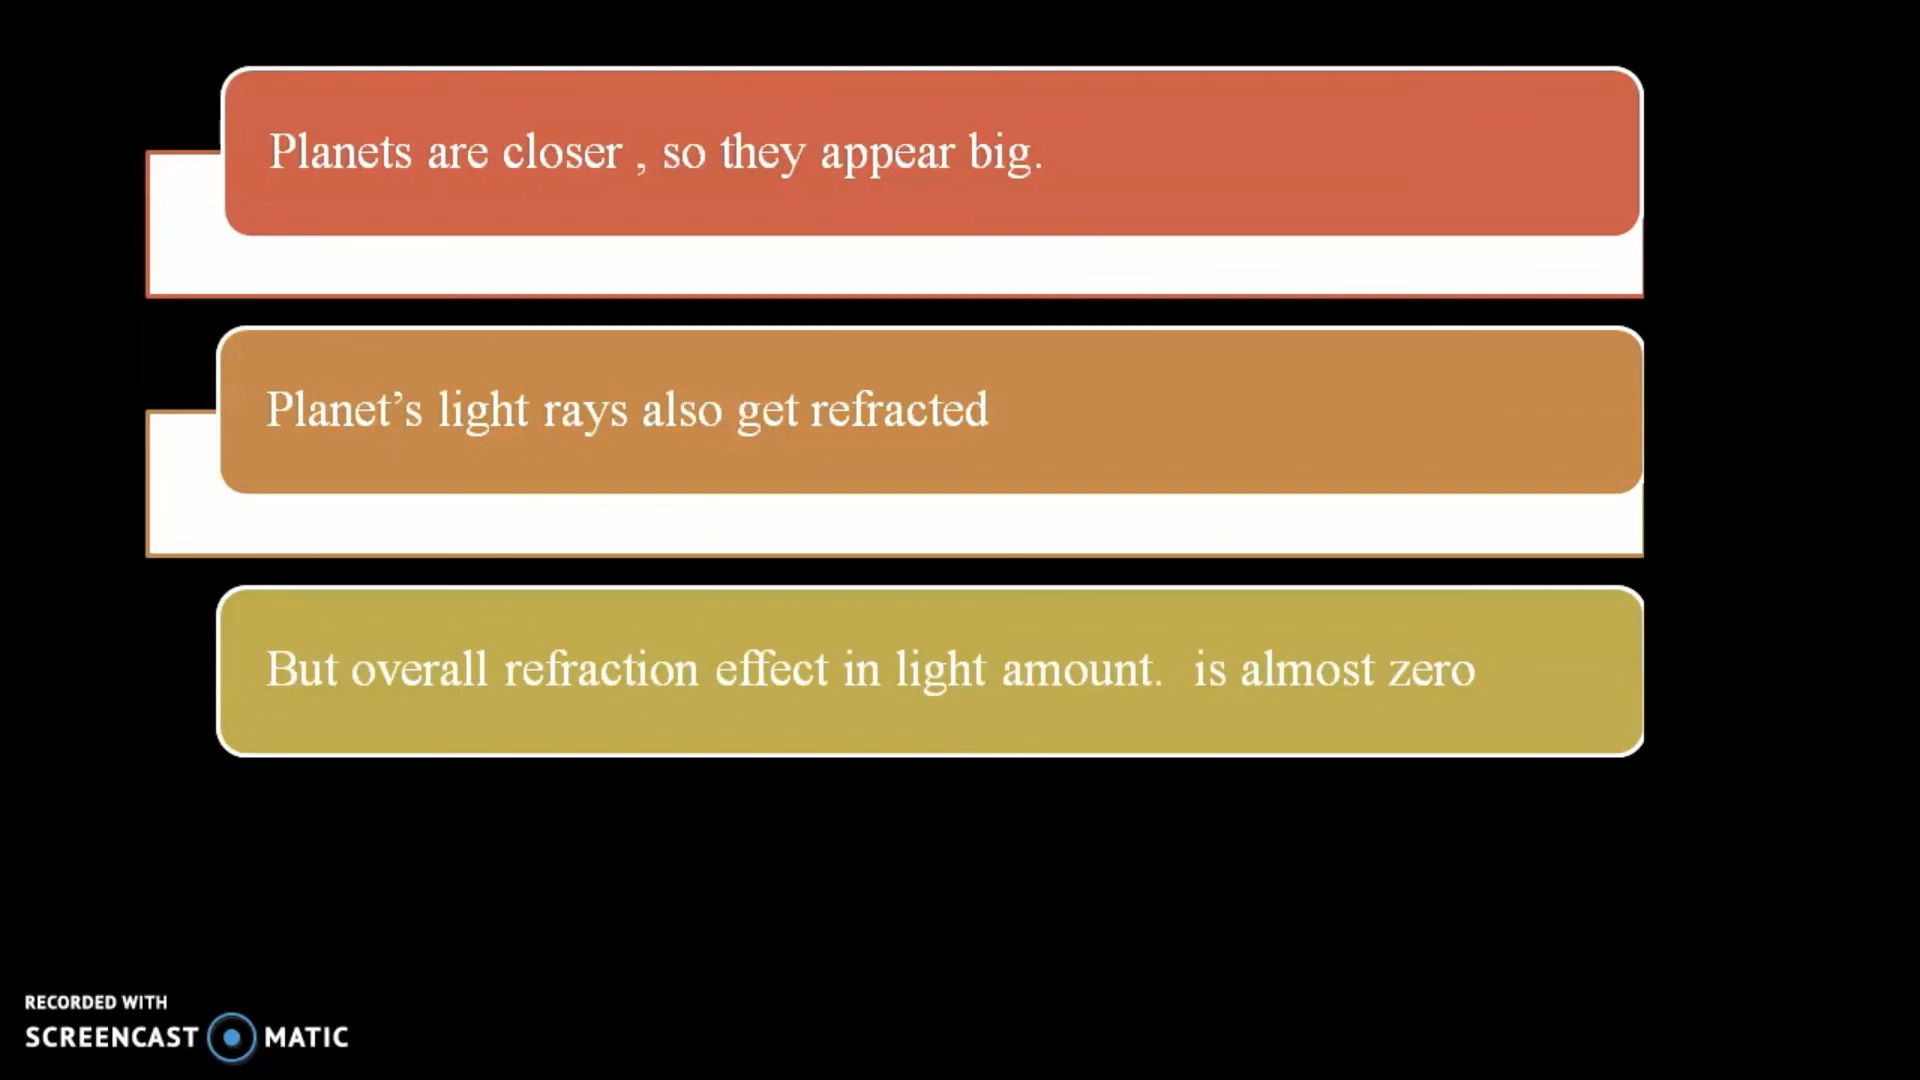 Planets are closer , so they appear big.
Planet’s light rays also get refracted
But overall refraction effect in light amount.  is almost zero
RECORDED WITH
SCREENCAST MATIC